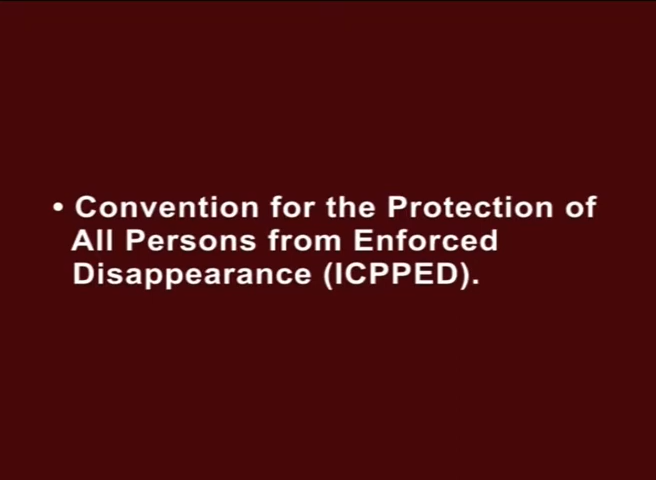 • Convention for the Protection of
All Persons from Enforced
Disappearance (ICPPED).